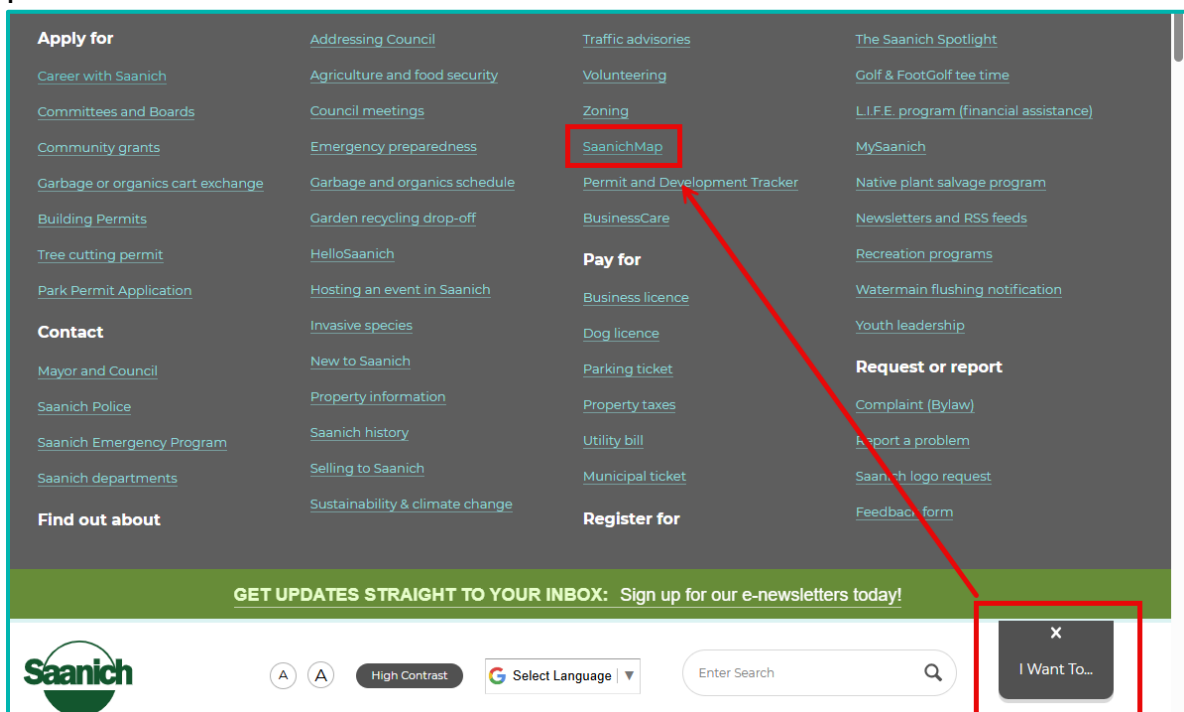 Apply for
Career with Saanich
Committees and Boards
Community grants
Garbage or organics cart exchange
Building Permits
Tree cutting permit
Park Permit Application
Contact
Mayor and Council
Saanich Police
Saanich Emergency Program
Saanich departments
Find out about
Addressing Council
Agriculture and food security
Council meetings
Emergency preparedness
Garbage and organics schedule
Garden recycling drop-off
HelloSaanich
Hosting an event in Saanich
Invasive species
New to Saanich
Property information
Saanich history
Selling to Saanich
Sustainability & climate change
Traffic advisories
Volunteering
Zoning
SaanichMap
Permit and Development Tracker
BusinessCare
Pay for
Business licence
Dog licence
Parking ticket
Property taxes
Utility bill
Municipal ticket
Register for
The Saanich Spotlight
Golf & FootGolf tee time
L.I.F.E. program (financial assistance)
MySaanich
Native plant salvage program
Newsletters and RSS feeds
Recreation programs
Watermain flushing notification
Youth leadership
Request or report
Complaint (Bylaw)
Report a problem
Saanich logo request
Feedback form
GET UPDATES STRAIGHT TO YOUR INBOX: Sign up for our e-newsletters today!
Saanich
A A High Contrast G Select Language ▼ Enter Search
x
I Want To...